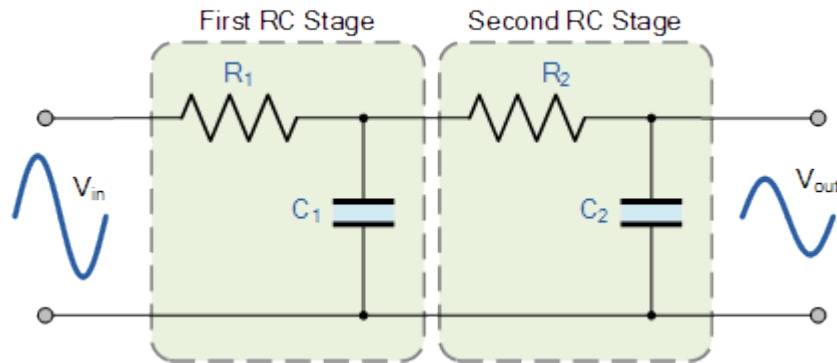 First RC Stage
Second RC Stage
R1
R2
Vin
C1
C2
Vout